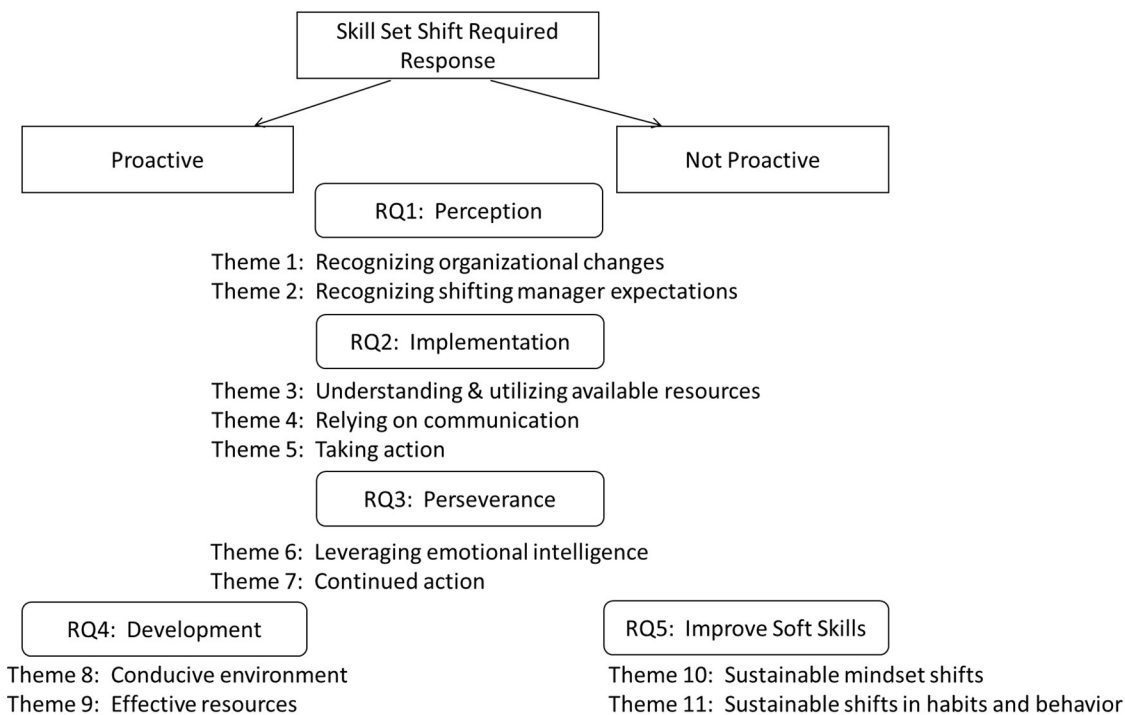 Skill Set Shift Required
Response
Proactive
Not Proactive
RQ1: Perception
Theme 1: Recognizing organizational changes
Theme 2: Recognizing shifting manager expectations
RQ2: Implementation
Theme 3: Understanding & utilizing available resources
Theme 4: Relying on communication
Theme 5: Taking action
RQ3: Perseverance
Theme 6: Leveraging emotional intelligence
Theme 7: Continued action
RQ4: Development
Theme 8: Conducive environment
Theme 9: Effective resources
RQ5: Improve Soft Skills
Theme 10: Sustainable mindset shifts
Theme 11: Sustainable shifts in habits and behavior